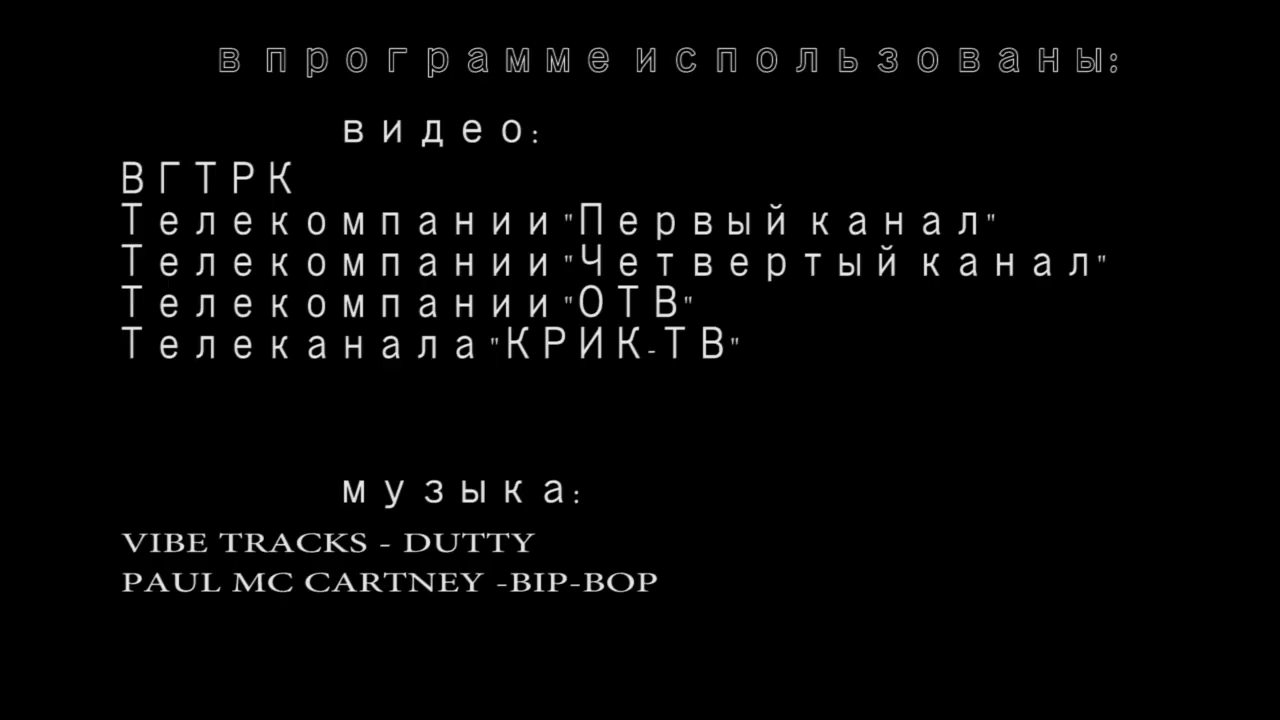 в программе использованы:
видео:
ВГТРК
Телекомпании "Первый канал"
Телекомпании "Четвертый канал"
Телекомпании "ОТВ"
Телеканала "КРИК-ТВ"
музыка:
VIBE TRACKS - DUTTY
PAUL MC CARTNEY -BIP-BOP